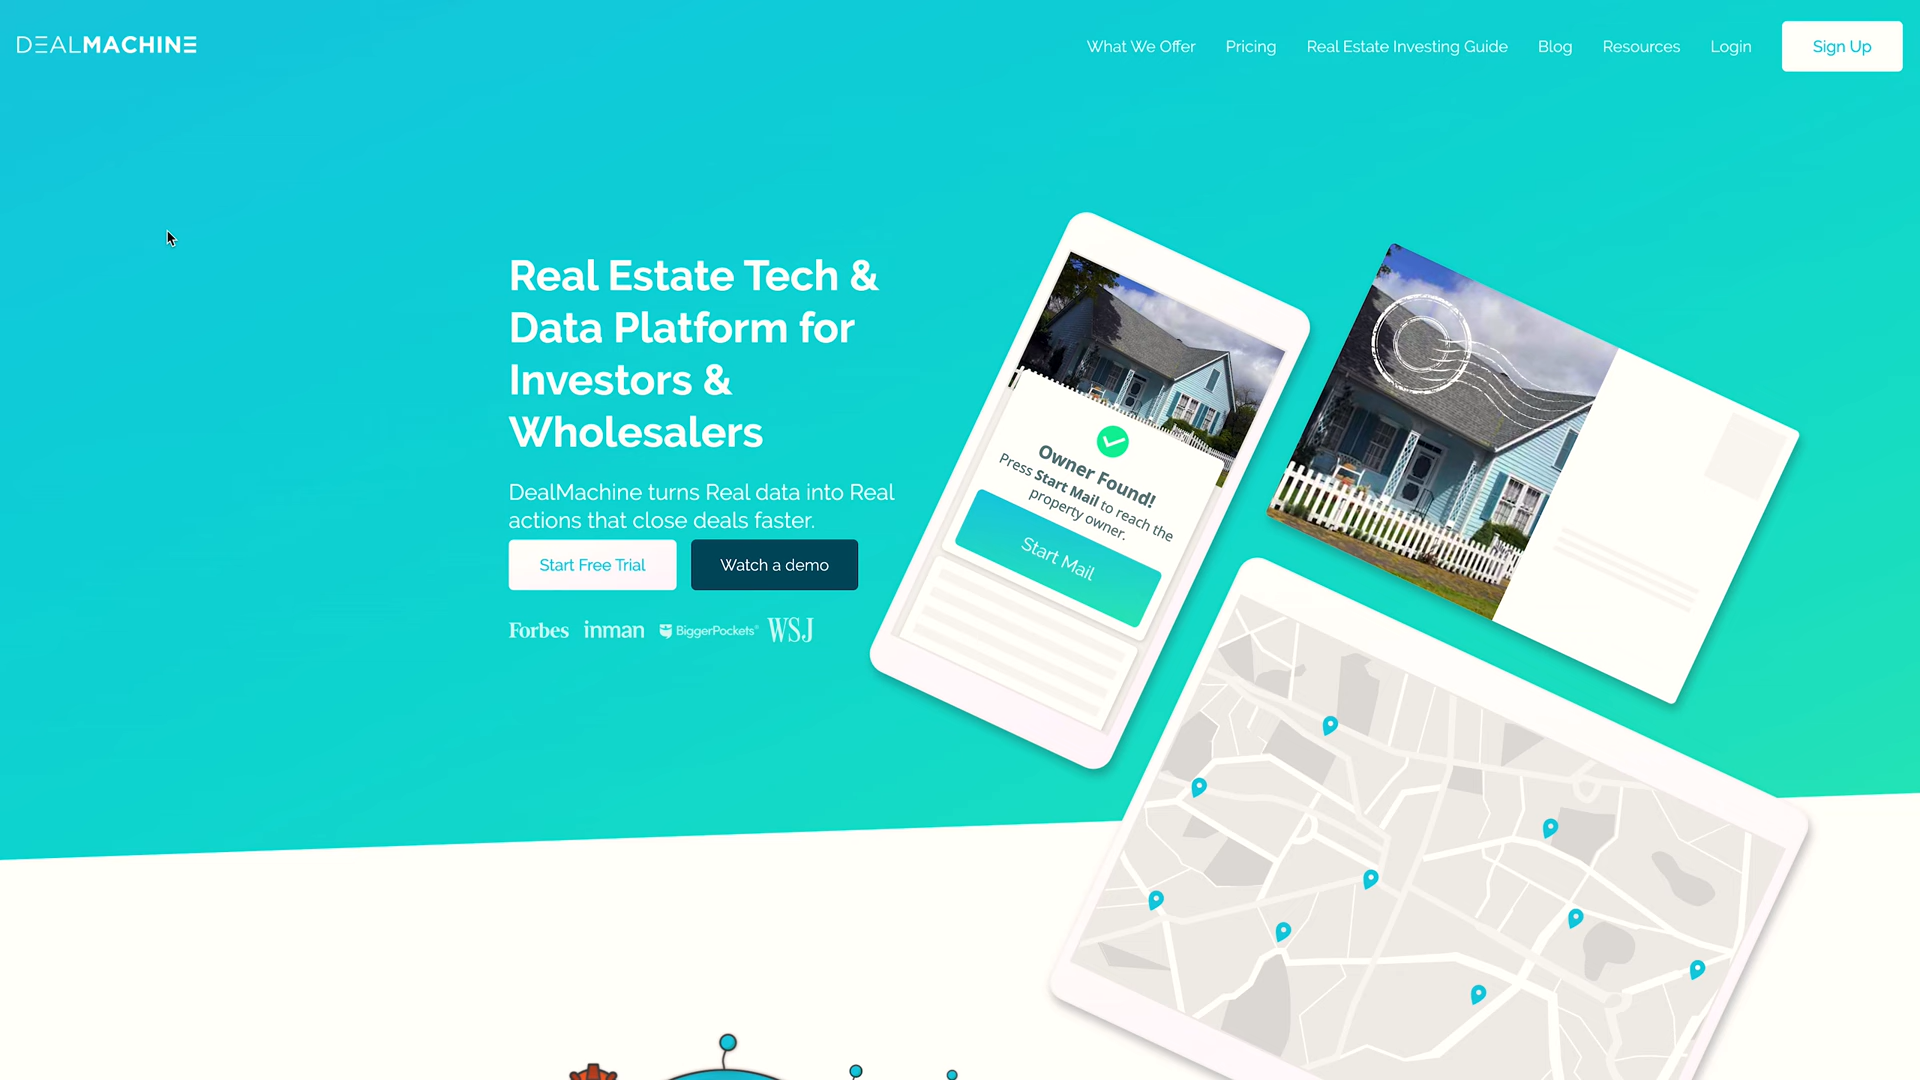 DEALMACHINE
What We Offer
Pricing
Real Estate Investing Guide
Blog
Resources
Login
Sign Up
Real Estate Tech &
Data Platform for
Investors &
Wholesalers
DealMachine turns Real data into Real
actions that close deals faster.
Start Free Trial
Watch a demo
Forbes
inman
BiggerPockets®
WSJ
Owner Found!
Press Start Mail to reach the
property owner.
Start Mail